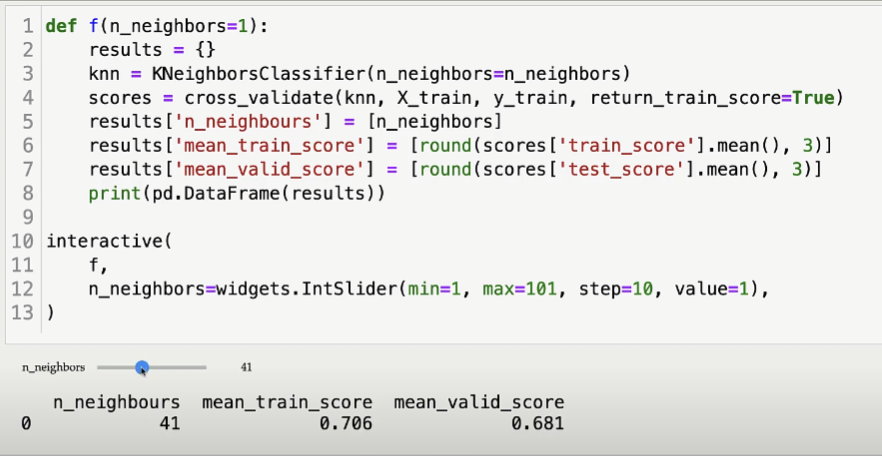 1 def f(n_neighbors=1):
2     results = {}
3     knn = KNeighborsClassifier(n_neighbors=n_neighbors)
4     scores = cross_validate(knn, X_train, y_train, return_train_score=True)
5     results['n_neighbours'] = [n_neighbors]
6     results['mean_train_score'] = [round(scores['train_score'].mean(), 3)]
7     results['mean_valid_score'] = [round(scores['test_score'].mean(), 3)]
8     print(pd.DataFrame(results))
9
10 interactive(
11     f,
12     n_neighbors=widgets.IntSlider(min=1, max=101, step=10, value=1),
13 )
n_neighbors 41
n_neighbours mean_train_score mean_valid_score
0 41 0.706 0.681